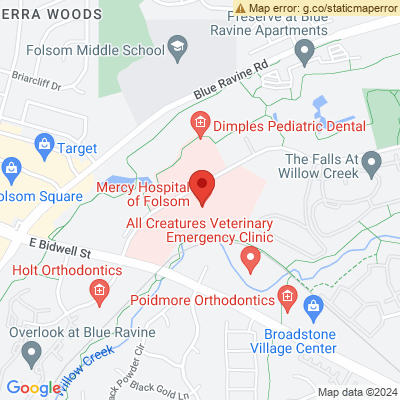 ERRA WOODS
Map error: g.co/staticmaperror
Preserve at Blue
Ravine Apartments
Folsom Middle School
Briarcliff Dr
Blue Ravine Rd
Dimples Pediatric Dental
Target
The Falls At
Willow Creek
Mercy Hospital
of Folsom
olsom Square
All Creatures Veterinary
Emergency Clinic
E Bidwell St
Holt Orthodontics
Poidmore Orthodontics
Broadstone
Village Center
Overlook at Blue Ravine
Willow Creek
Black Powder Cir
Black Gold Ln
Google
Map data ©2024